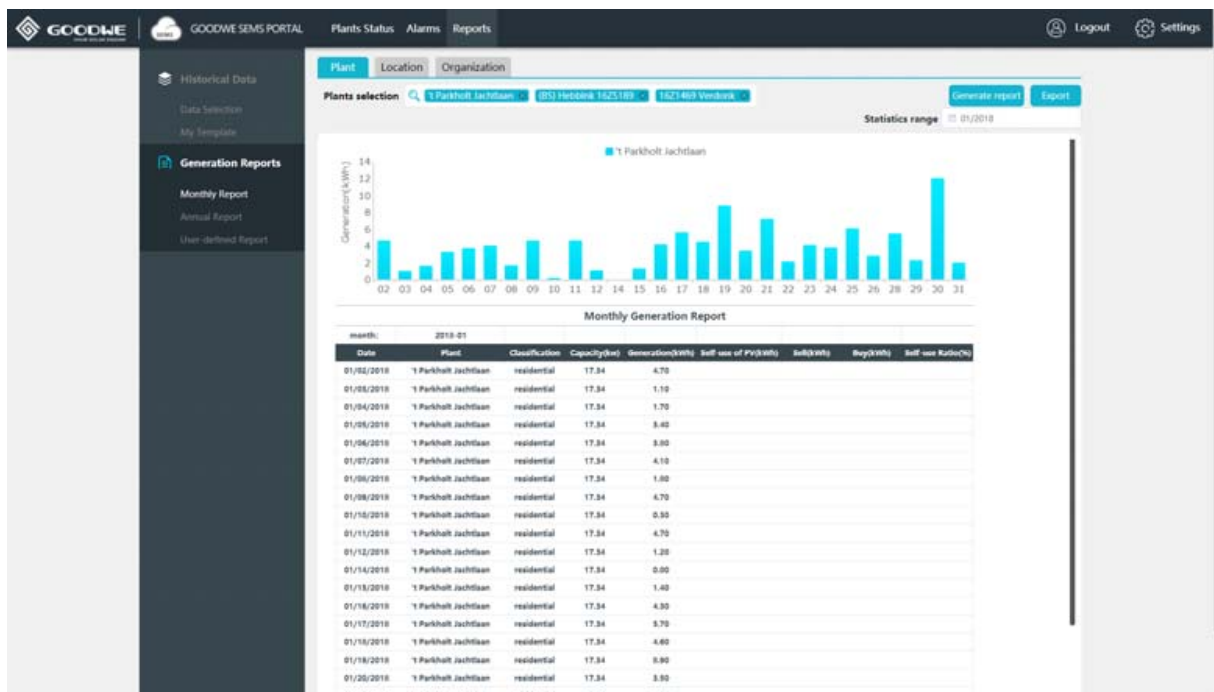 GOODWE
SEMS
GOODWE SEMS PORTAL
Plants Status Alarms Reports
Logout
Settings
Historical Data
Data Selection
My Template
Generation Reports
Monthly Report
Annual Report
User-defined Report
Plant Location Organization
Plants selection 't Parkholt Jachtlaan (BS) Hebbink 16ZS189 16Z1469 Verdonk
Generate report Export
Statistics range 01/2018
't Parkholt Jachtlaan
Generation(kWh)
14
12
10
8
6
4
2
0
02 03 04 05 06 07 08 09 10 11 12 14 15 16 17 18 19 20 21 22 23 24 25 26 28 29 30 31
Monthly Generation Report
month: 2018-01
Date Plant Classification Capacity(kw) Generation(kWh) Self-use of PV(kWh) Sell(kWh) Buy(kWh) Self-use Ratio(%)
01/02/2018 't Parkholt Jachtlaan residential 17.34 4.70
01/03/2018 't Parkholt Jachtlaan residential 17.34 1.10
01/04/2018 't Parkholt Jachtlaan residential 17.34 1.70
01/05/2018 't Parkholt Jachtlaan residential 17.34 3.40
01/06/2018 't Parkholt Jachtlaan residential 17.34
01/07/2018 't Parkholt Jachtlaan residential 17.34 4.10
01/08/2018 't Parkholt Jachtlaan residential 17.34
01/09/2018 't Parkholt Jachtlaan residential 17.34 4.70
01/10/2018 't Parkholt Jachtlaan residential 17.34 0.30
01/11/2018 't Parkholt Jachtlaan residential 17.34 4.70
01/12/2018 't Parkholt Jachtlaan residential 17.34 1.20
01/14/2018 't Parkholt Jachtlaan residential 17.34 0.00
01/15/2018 't Parkholt Jachtlaan residential 17.34 1.40
01/16/2018 't Parkholt Jachtlaan residential 17.34 4.30
01/17/2018 't Parkholt Jachtlaan residential 17.34 5.70
01/18/2018 't Parkholt Jachtlaan residential 17.34 4.60
01/19/2018 't Parkholt Jachtlaan residential 17.34 8.90
01/20/2018 't Parkholt Jachtlaan residential 17.34 3.50